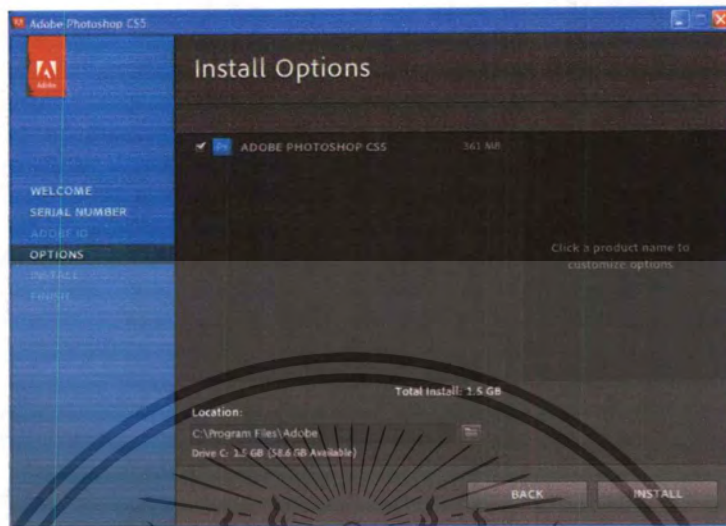 Adobe Photoshop CS5
Adobe
Install Options
ADOBE PHOTOSHOP CS5 361 MB
WELCOME
SERIAL NUMBER
ADOBE ID
OPTIONS
INSTALL
FINISH
Click a product name to
customize options
Total Install: 1.5 GB
Location:
C:\Program Files\Adobe
Drive C: 1.5 GB (58.6 GB Available)
BACK INSTALL